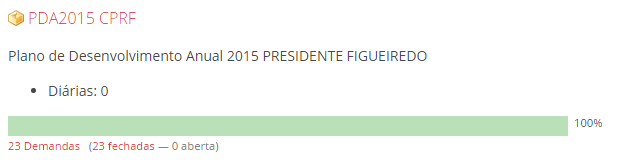 PDA2015 CPRF
Plano de Desenvolvimento Anual 2015 PRESIDENTE FIGUEIREDO
• Diárias: 0
100%
23 Demandas (23 fechadas — 0 aberta)